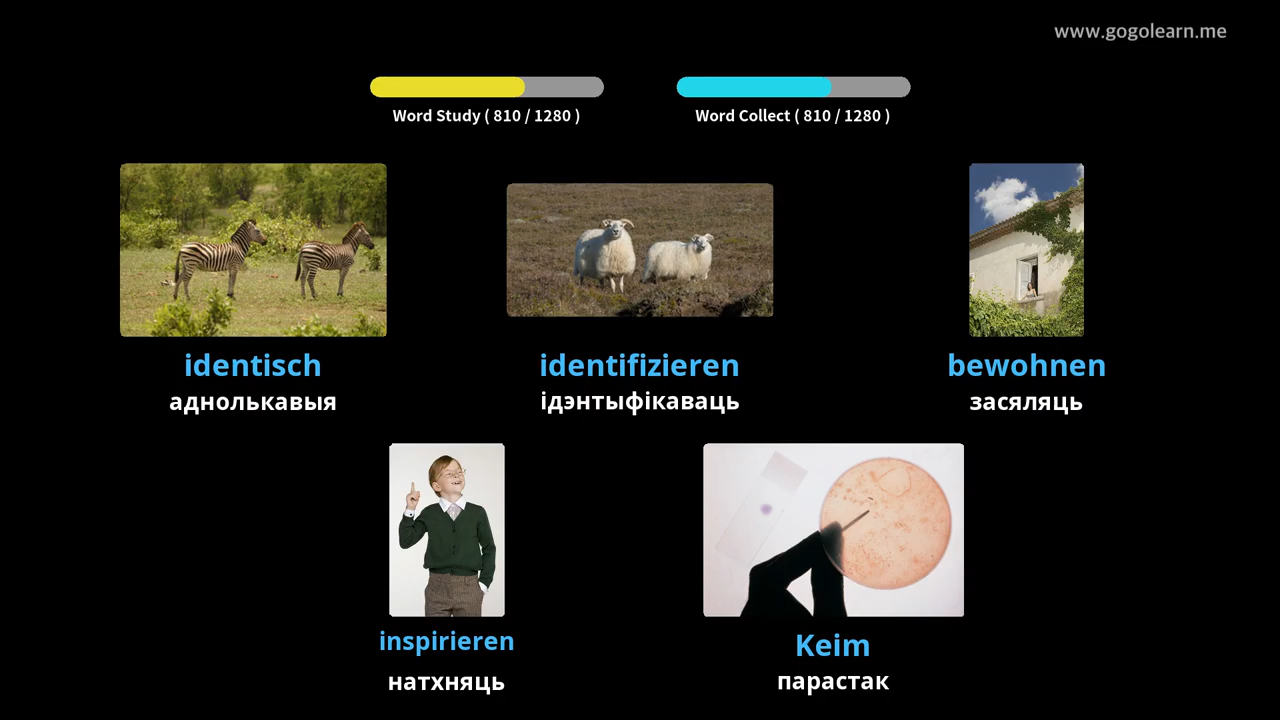 www.gogolearn.me
Word Study ( 810 / 1280 )
Word Collect ( 810 / 1280 )
identisch
аднолькавыя
identifizieren
ідэнтыфікаваць
bewohnen
засяляць
inspirieren
натхняць
Keim
парастак